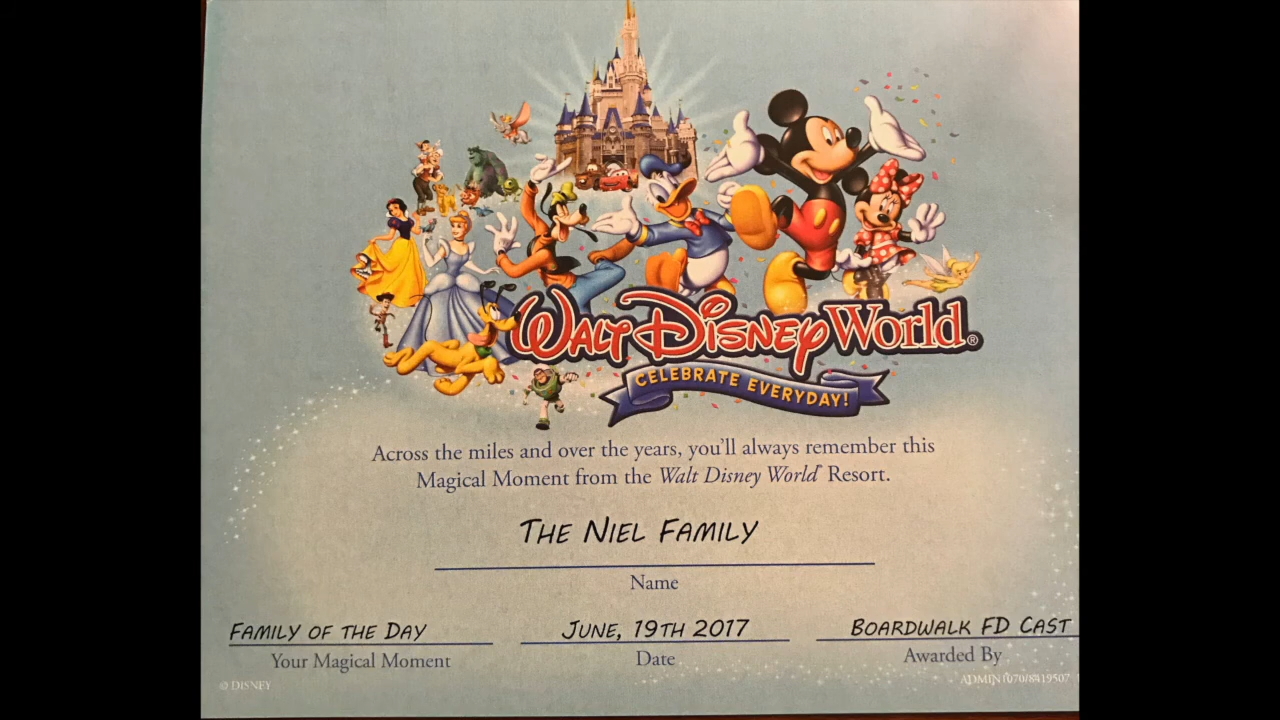 WALT DISNEY World®
CELEBRATE EVERYDAY!
Across the miles and over the years, you'll always remember this
Magical Moment from the Walt Disney World® Resort.
THE NIEL FAMILY
Name
FAMILY OF THE DAY JUNE, 19TH 2017 BOARDWALK FD CAST
Your Magical Moment Date Awarded By
© DISNEY ADMIN1070/8419507